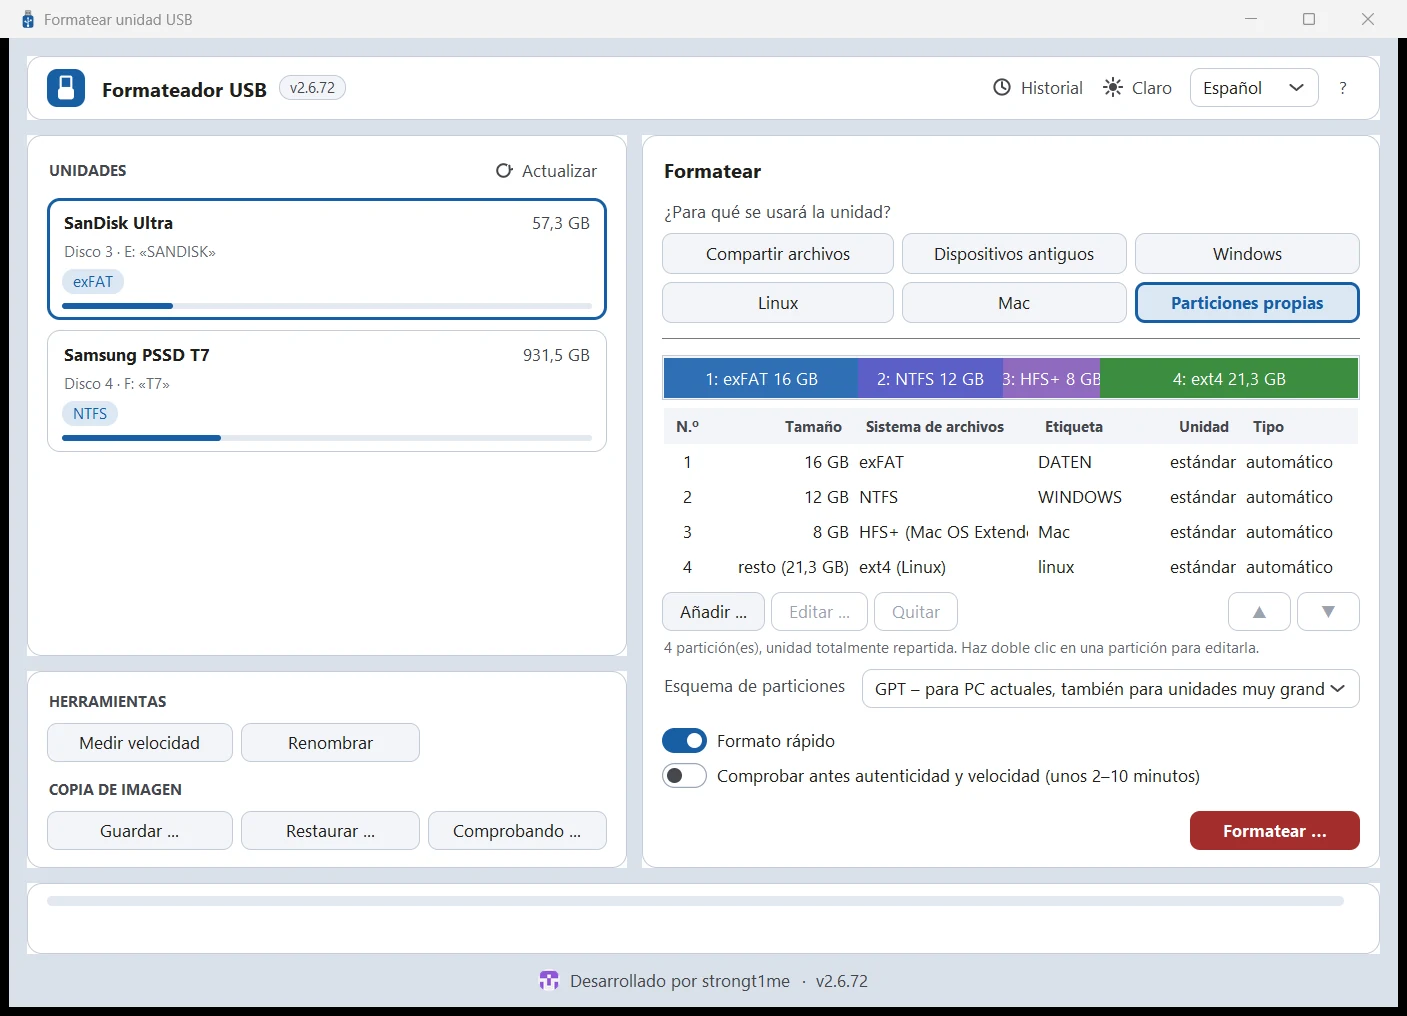 Formatear unidad USB
Formateador USB v2.6.72
Historial Claro Español ?
UNIDADES Actualizar
SanDisk Ultra 57,3 GB
Disco 3 · E: «SANDISK»
exFAT
Samsung PSSD T7 931,5 GB
Disco 4 · F: «T7»
NTFS
HERRAMIENTAS
Medir velocidad Renombrar
COPIA DE IMAGEN
Guardar ... Restaurar ... Comprobando ...
Formatear
¿Para qué se usará la unidad?
Compartir archivos Dispositivos antiguos Windows
Linux Mac Particiones propias
1: exFAT 16 GB 2: NTFS 12 GB 3: HFS+ 8 GB 4: ext4 21,3 GB
N.º Tamaño Sistema de archivos Etiqueta Unidad Tipo
1 16 GB exFAT DATEN estándar automático
2 12 GB NTFS WINDOWS estándar automático
3 8 GB HFS+ (Mac OS Extende Mac estándar automático
4 resto (21,3 GB) ext4 (Linux) linux estándar automático
Añadir ... Editar ... Quitar ▲ ▼
4 partición(es), unidad totalmente repartida. Haz doble clic en una partición para editarla.
Esquema de particiones GPT – para PC actuales, también para unidades muy grand
Formato rápido
Comprobar antes autenticidad y velocidad (unos 2–10 minutos)
Formatear ...
Desarrollado por strongt1me · v2.6.72